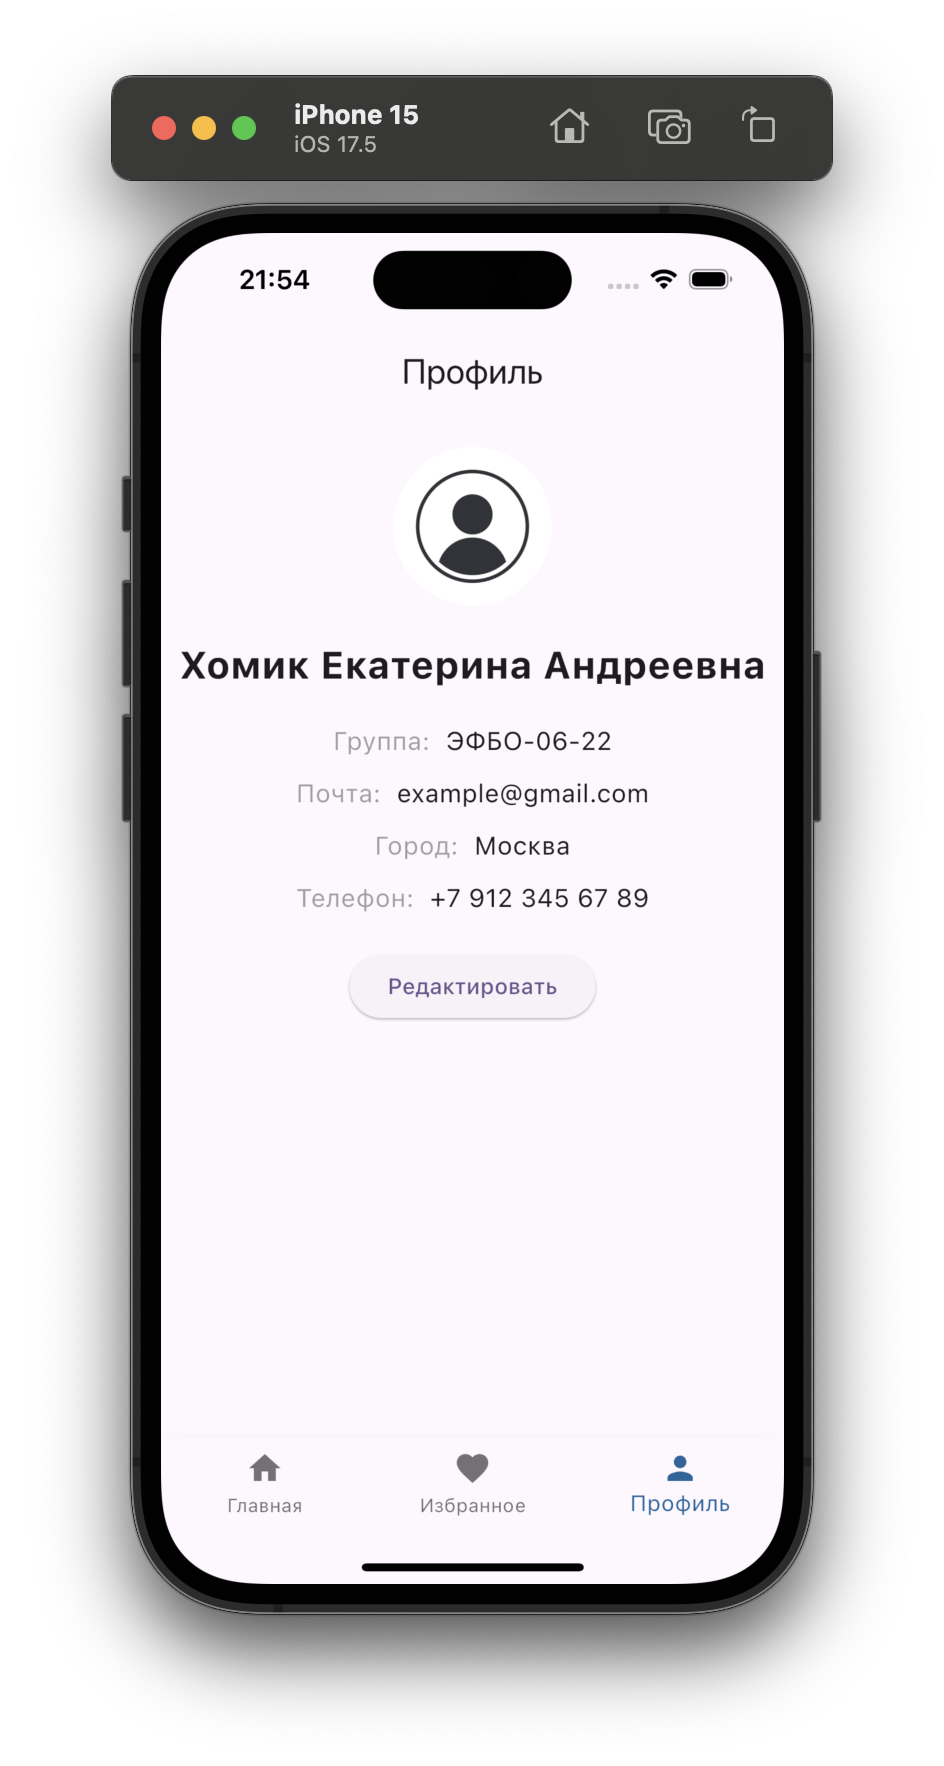 iPhone 15
iOS 17.5
21:54
Профиль
Хомик Екатерина Андреевна
Группа: ЭФБО-06-22
Почта: example@gmail.com
Город: Москва
Телефон: +7 912 345 67 89
Редактировать
Главная Избранное Профиль